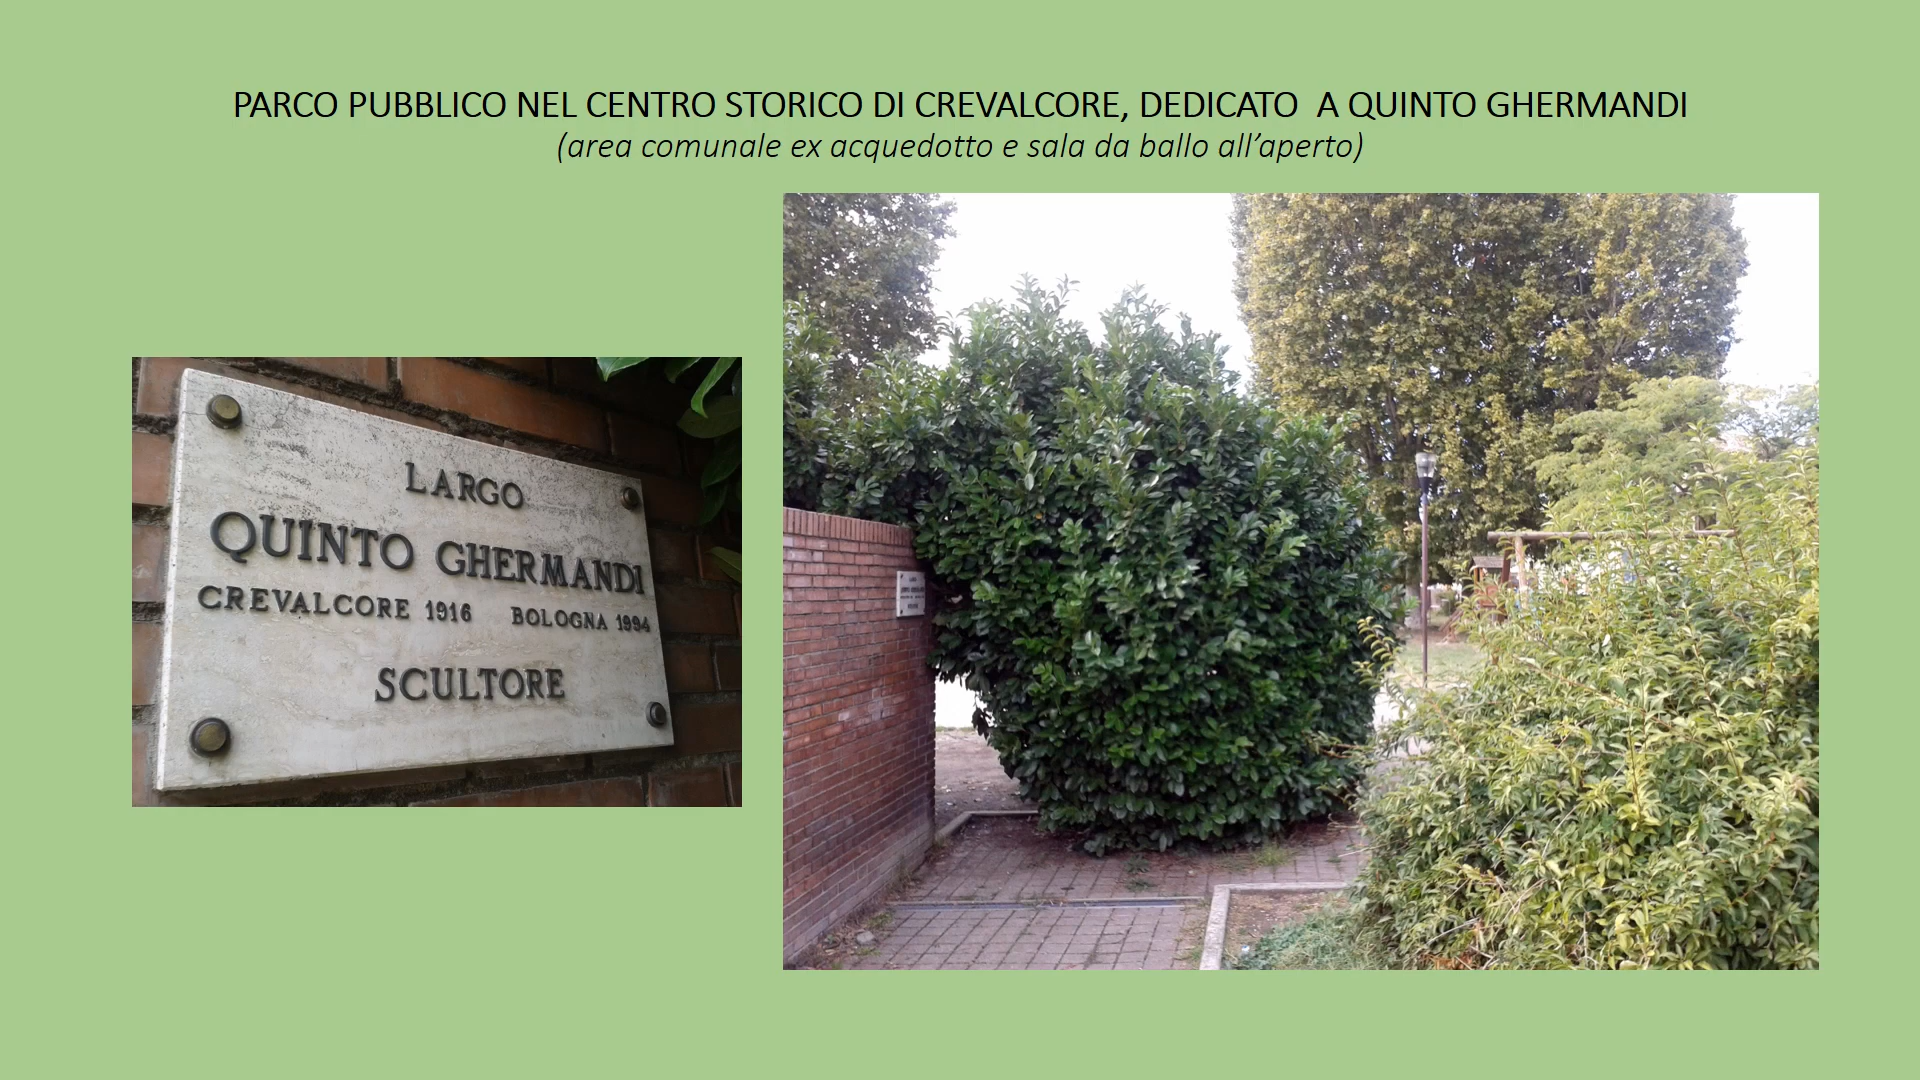 PARCO PUBBLICO NEL CENTRO STORICO DI CREVALCORE, DEDICATO  A QUINTO GHERMANDI
(area comunale ex acquedotto e sala da ballo all’aperto)
LARGO
QUINTO GHERMANDI
CREVALCORE 1916 BOLOGNA 1994
SCULTORE